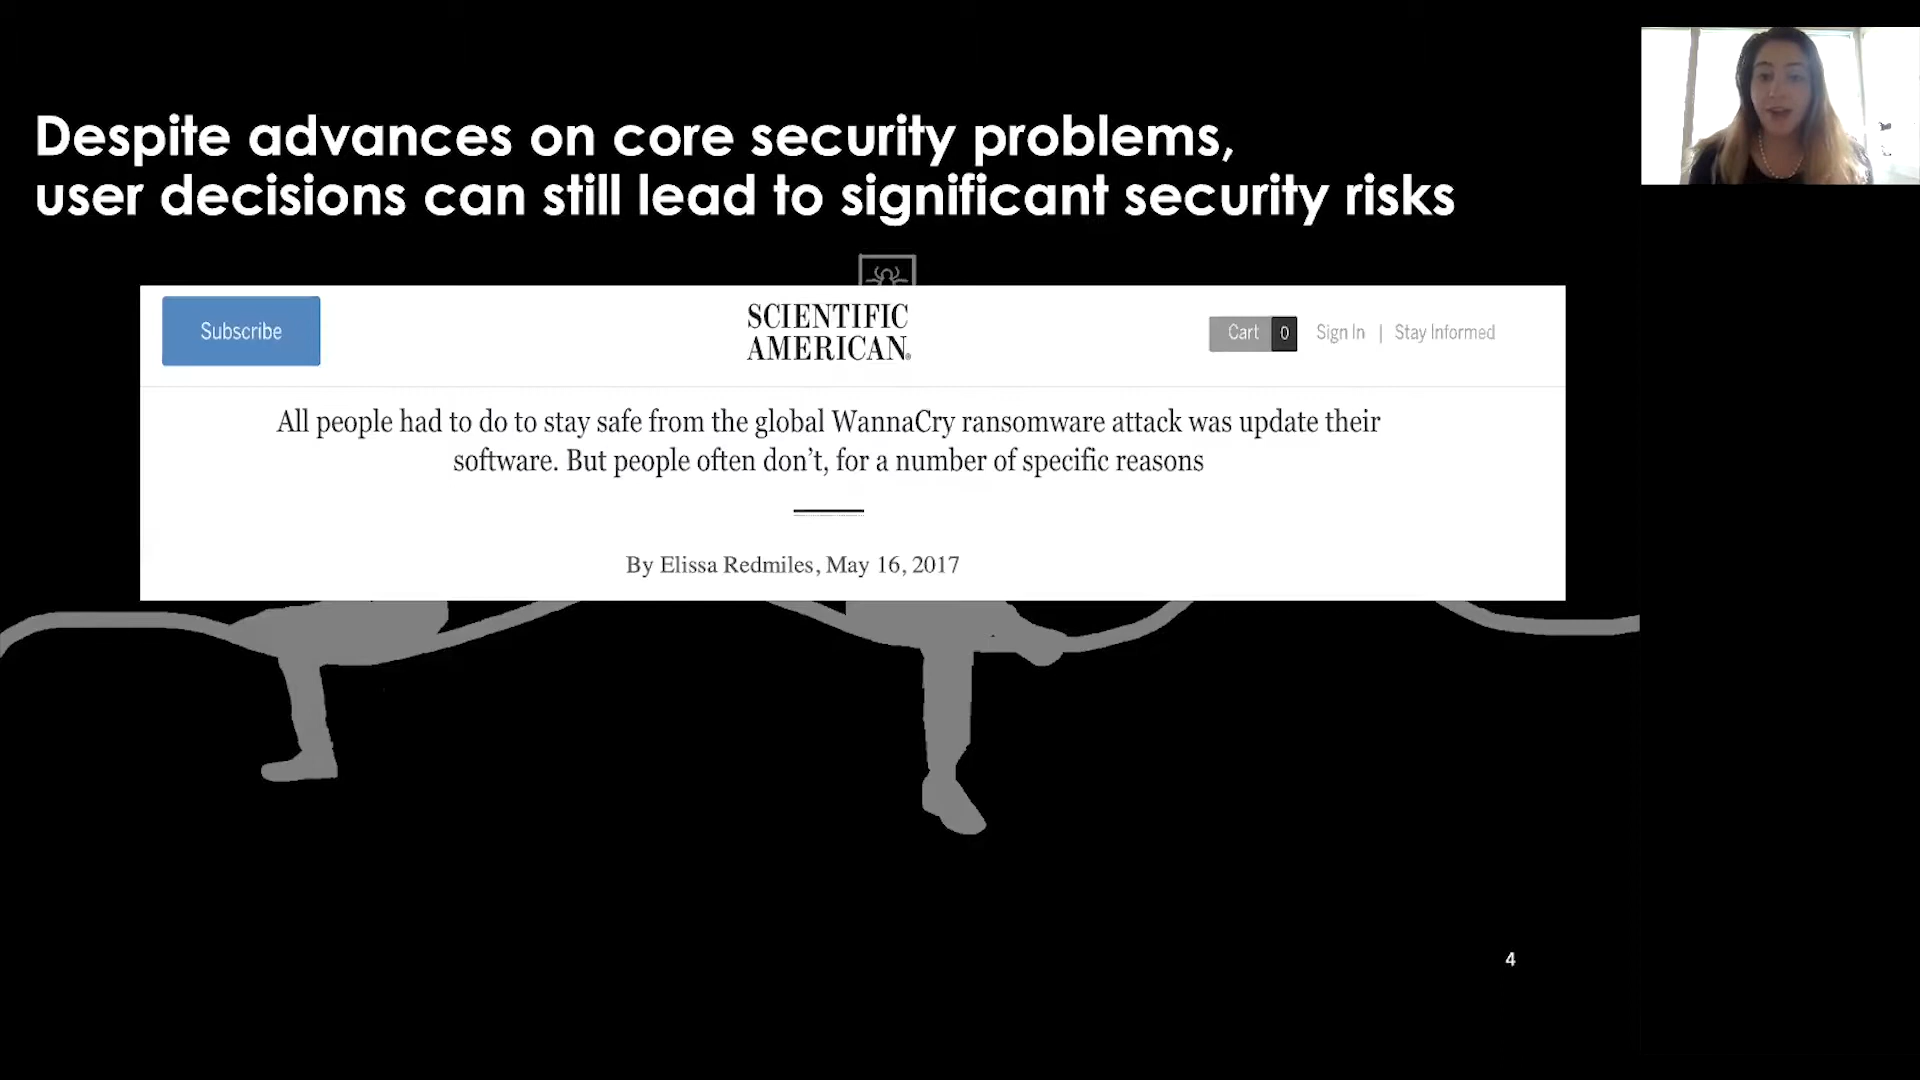 Despite advances on core security problems,
user decisions can still lead to significant security risks
Subscribe
SCIENTIFIC
AMERICAN®
Cart 0 Sign In | Stay Informed
All people had to do to stay safe from the global WannaCry ransomware attack was update their
software. But people often don’t, for a number of specific reasons
By Elissa Redmiles, May 16, 2017
4